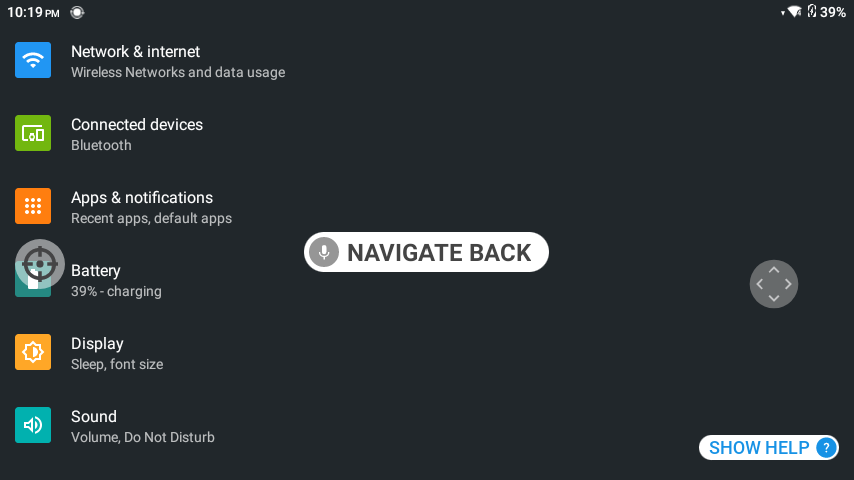 10:19 PM
39%
Network & internet
Wireless Networks and data usage
Connected devices
Bluetooth
Apps & notifications
Recent apps, default apps
NAVIGATE BACK
Battery
39% - charging
Display
Sleep, font size
Sound
Volume, Do Not Disturb
SHOW HELP ?